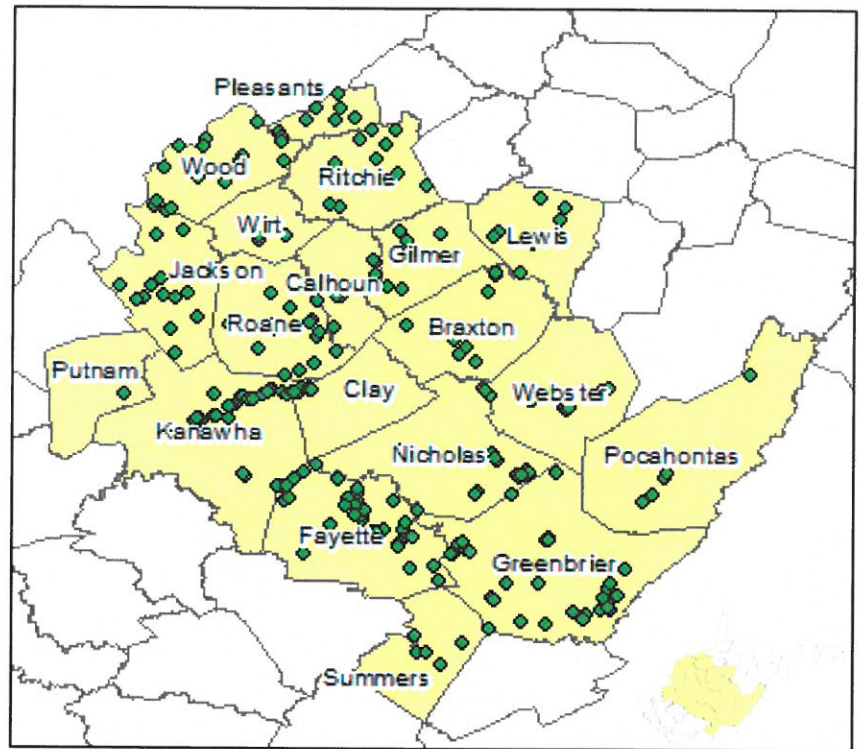 Pleasants
Wood
Ritchie
Wirt
Gilmer
Lewis
Jackson
Calhoun
Roane
Braxton
Putnam
Clay
Webster
Kanawha
Nicholas
Pocahontas
Fayette
Greenbrier
Summers